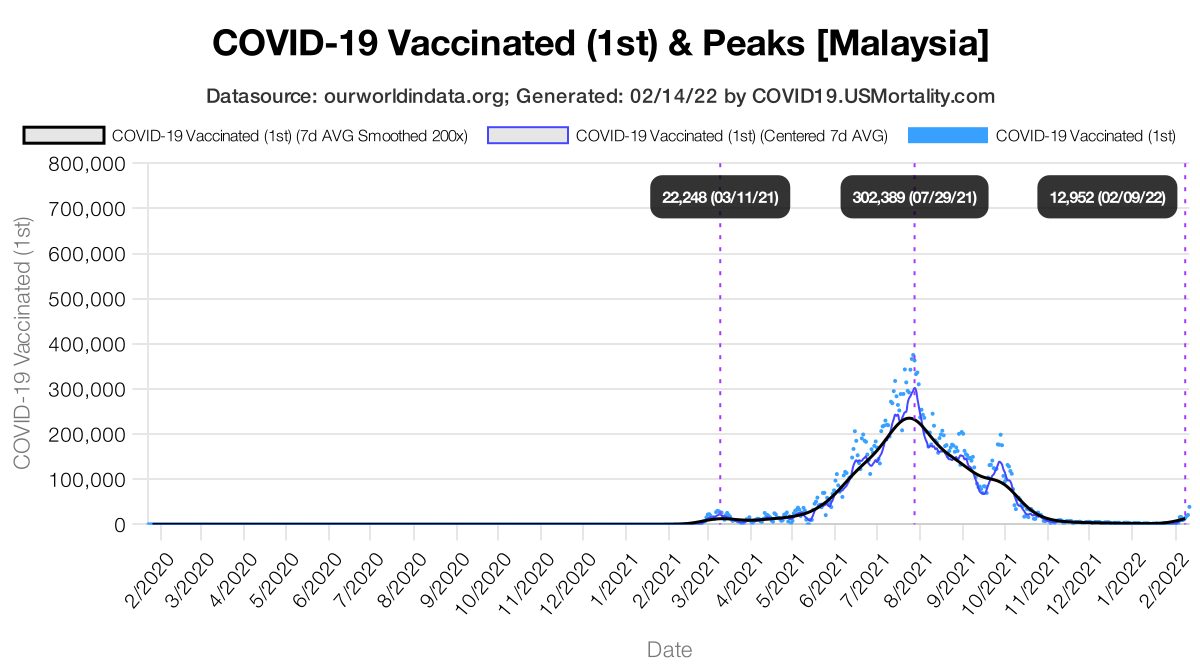 COVID-19 Vaccinated (1st) & Peaks [Malaysia]
Datasource: ourworldindata.org; Generated: 02/14/22 by COVID19.USMortality.com
COVID-19 Vaccinated (1st) (7d AVG Smoothed 200x) COVID-19 Vaccinated (1st) (Centered 7d AVG) COVID-19 Vaccinated (1st)
800,000
22,248 (03/11/21) 302,389 (07/29/21) 12,952 (02/09/22)
700,000
600,000
500,000
400,000
300,000
200,000
100,000
0
COVID-19 Vaccinated (1st)
2/2020 3/2020 4/2020 5/2020 6/2020 7/2020 8/2020 9/2020 10/2020 11/2020 12/2020 1/2021 2/2021 3/2021 4/2021 5/2021 6/2021 7/2021 8/2021 9/2021 10/2021 11/2021 12/2021 1/2022 2/2022
Date